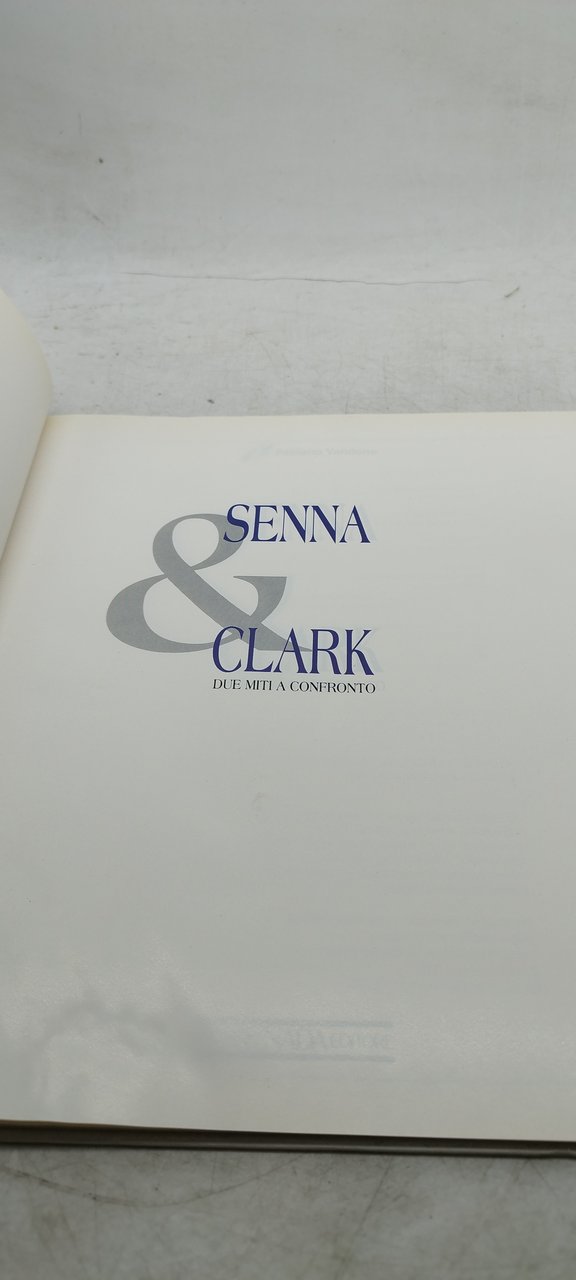 SENNA
&
CLARK
DUE MITI A CONFRONTO